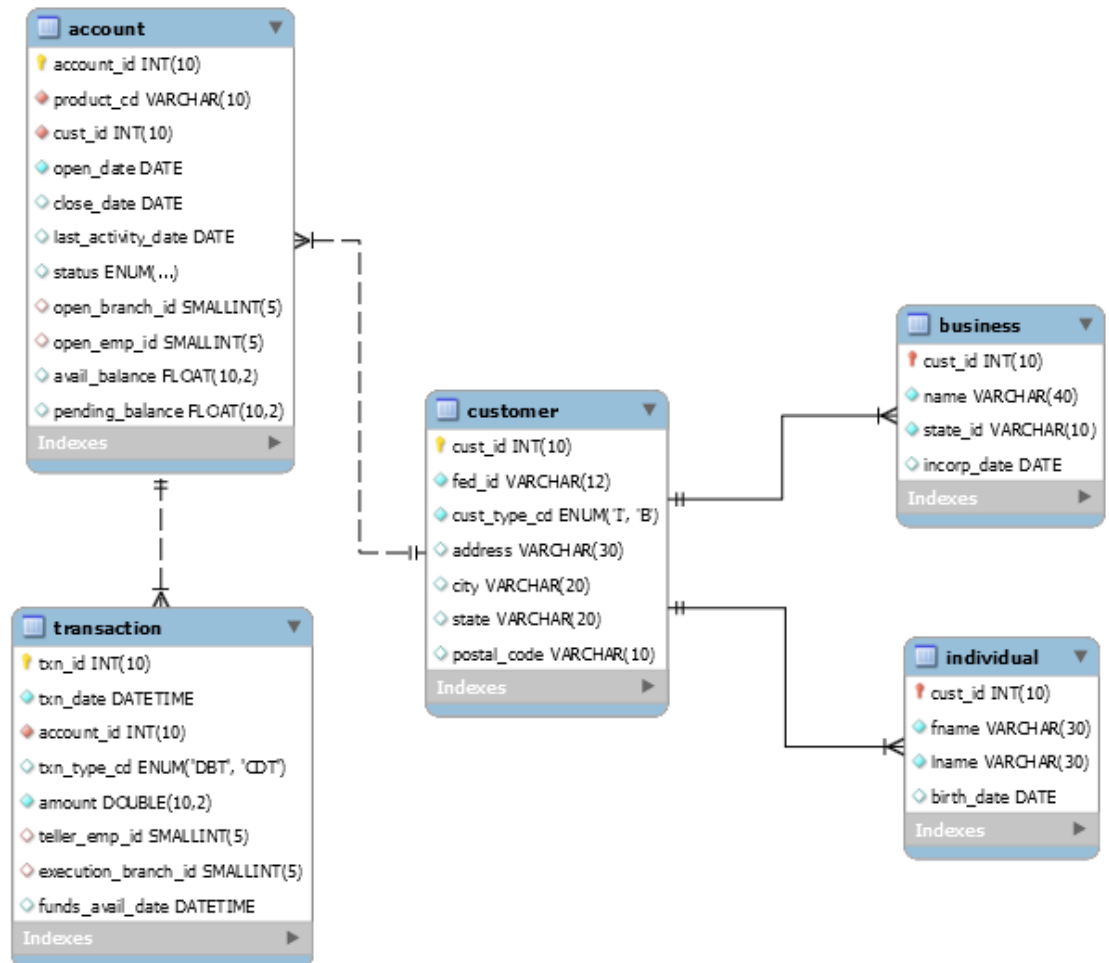 account
account_id INT(10)
product_cd VARCHAR(10)
cust_id INT(10)
open_date DATE
close_date DATE
last_activity_date DATE
status ENUM(...)
open_branch_id SMALLINT(5)
open_emp_id SMALLINT(5)
avail_balance FLOAT(10,2)
pending_balance FLOAT(10,2)
Indexes
transaction
txn_id INT(10)
txn_date DATETIME
account_id INT(10)
txn_type_cd ENUM('DBT', 'CDT')
amount DOUBLE(10,2)
teller_emp_id SMALLINT(5)
execution_branch_id SMALLINT(5)
funds_avail_date DATETIME
Indexes
customer
cust_id INT(10)
fed_id VARCHAR(12)
cust_type_cd ENUM('I', 'B')
address VARCHAR(30)
city VARCHAR(20)
state VARCHAR(20)
postal_code VARCHAR(10)
Indexes
business
cust_id INT(10)
name VARCHAR(40)
state_id VARCHAR(10)
incorp_date DATE
Indexes
individual
cust_id INT(10)
fname VARCHAR(30)
lname VARCHAR(30)
birth_date DATE
Indexes